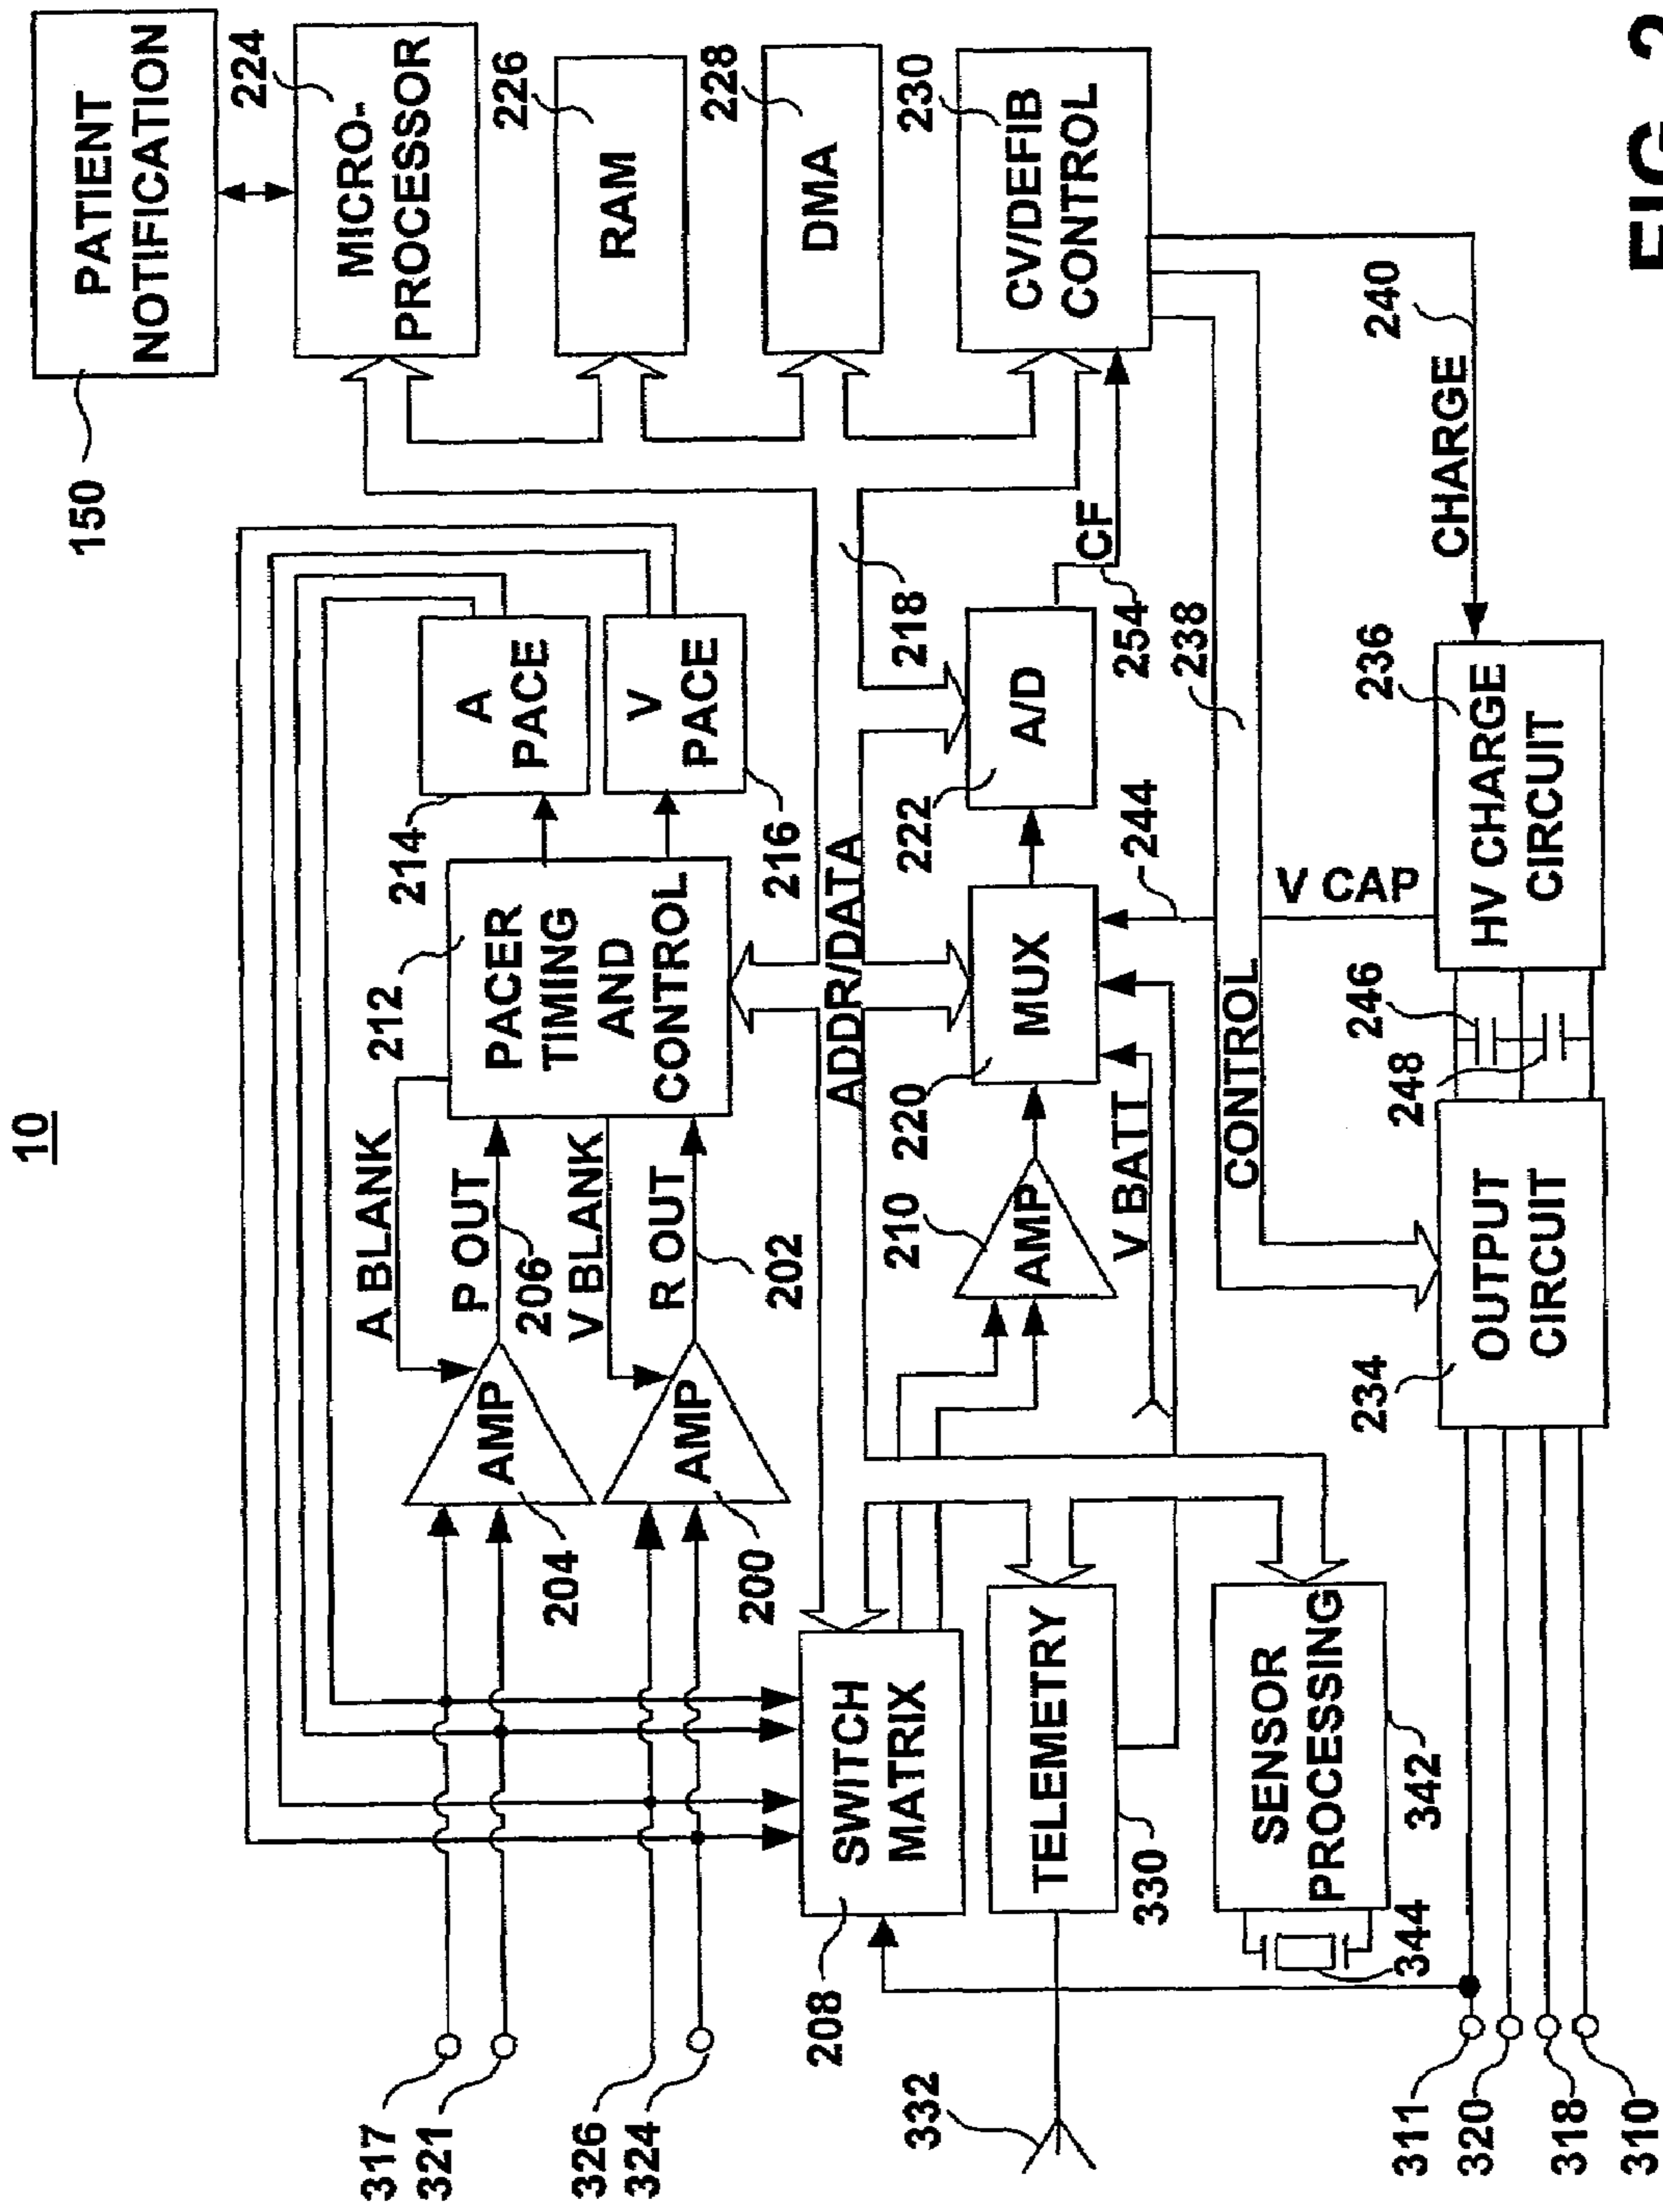 10
317
321
326
324
A BLANK
P OUT
206
V BLANK
R OUT
202
AMP
204
AMP
200
212
PACER
TIMING
AND
CONTROL
214
A
PACE
V
PACE
216
150
PATIENT
NOTIFICATION
224
MICRO-
PROCESSOR
226
RAM
228
DMA
230
CV/DEFIB
CONTROL
ADDR/DATA
218
208
SWITCH
MATRIX
210
AMP
220
MUX
222
A/D
CF
254
V BATT
244
238
CONTROL
V CAP
332
TELEMETRY
330
SENSOR
PROCESSING
342
344
240
CHARGE
236
HV CHARGE
CIRCUIT
246
248
234
OUTPUT
CIRCUIT
311
320
318
310
FIG. 2